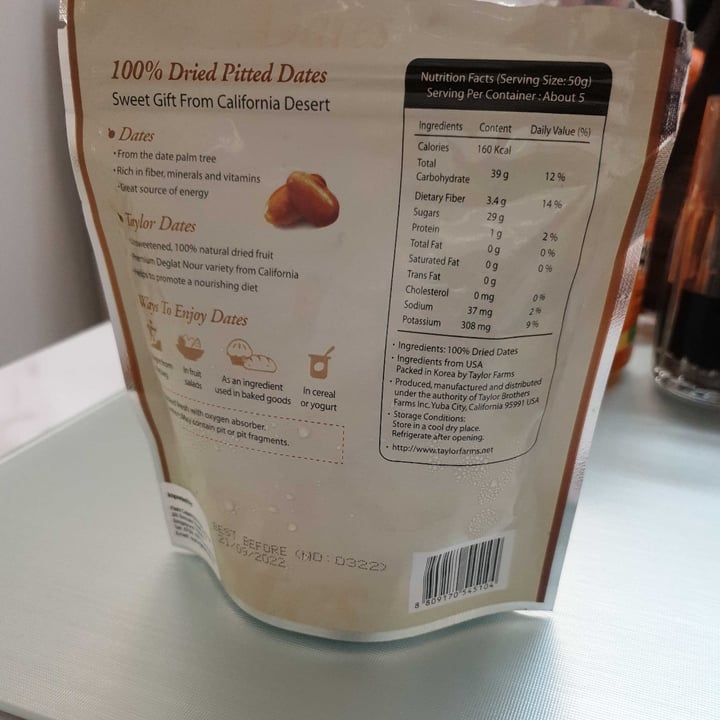 100% Dried Pitted Dates
Sweet Gift From California Desert
Dates
• From the date palm tree
• Rich in fiber, minerals and vitamins
Great source of energy
Taylor Dates
100% natural dried fruit
Deglat Nour variety from California
to promote a nourishing diet
Ways To Enjoy Dates
In fruit
salads
As an ingredient
used in baked goods
In cereal
or yogurt
with oxygen absorber.
contain pit or pit fragments.
Nutrition Facts (Serving Size: 50g)
Serving Per Container : About 5
Ingredients Content Daily Value (%)
Calories 160 Kcal
Total
Carbohydrate 39 g 12 %
Dietary Fiber 3.4 g 14 %
Sugars 29 g
Protein 1 g 2 %
Total Fat 0 g 0 %
Saturated Fat 0 g 0 %
Trans Fat 0 g
Cholesterol 0 mg 0 %
Sodium 37 mg 2 %
Potassium 308 mg 9 %
• Ingredients: 100% Dried Dates
• Ingredients from USA
Packed in Korea by Taylor Farms
• Produced, manufactured and distributed
under the authority of Taylor Brothers
Farms Inc. Yuba City, California 95991 USA
• Storage Conditions:
Store in a cool dry place.
Refrigerate after opening.
• http://www.taylorfarms.net
BEST BEFORE (NO : D322)
21/09/2022
8 809170 545104